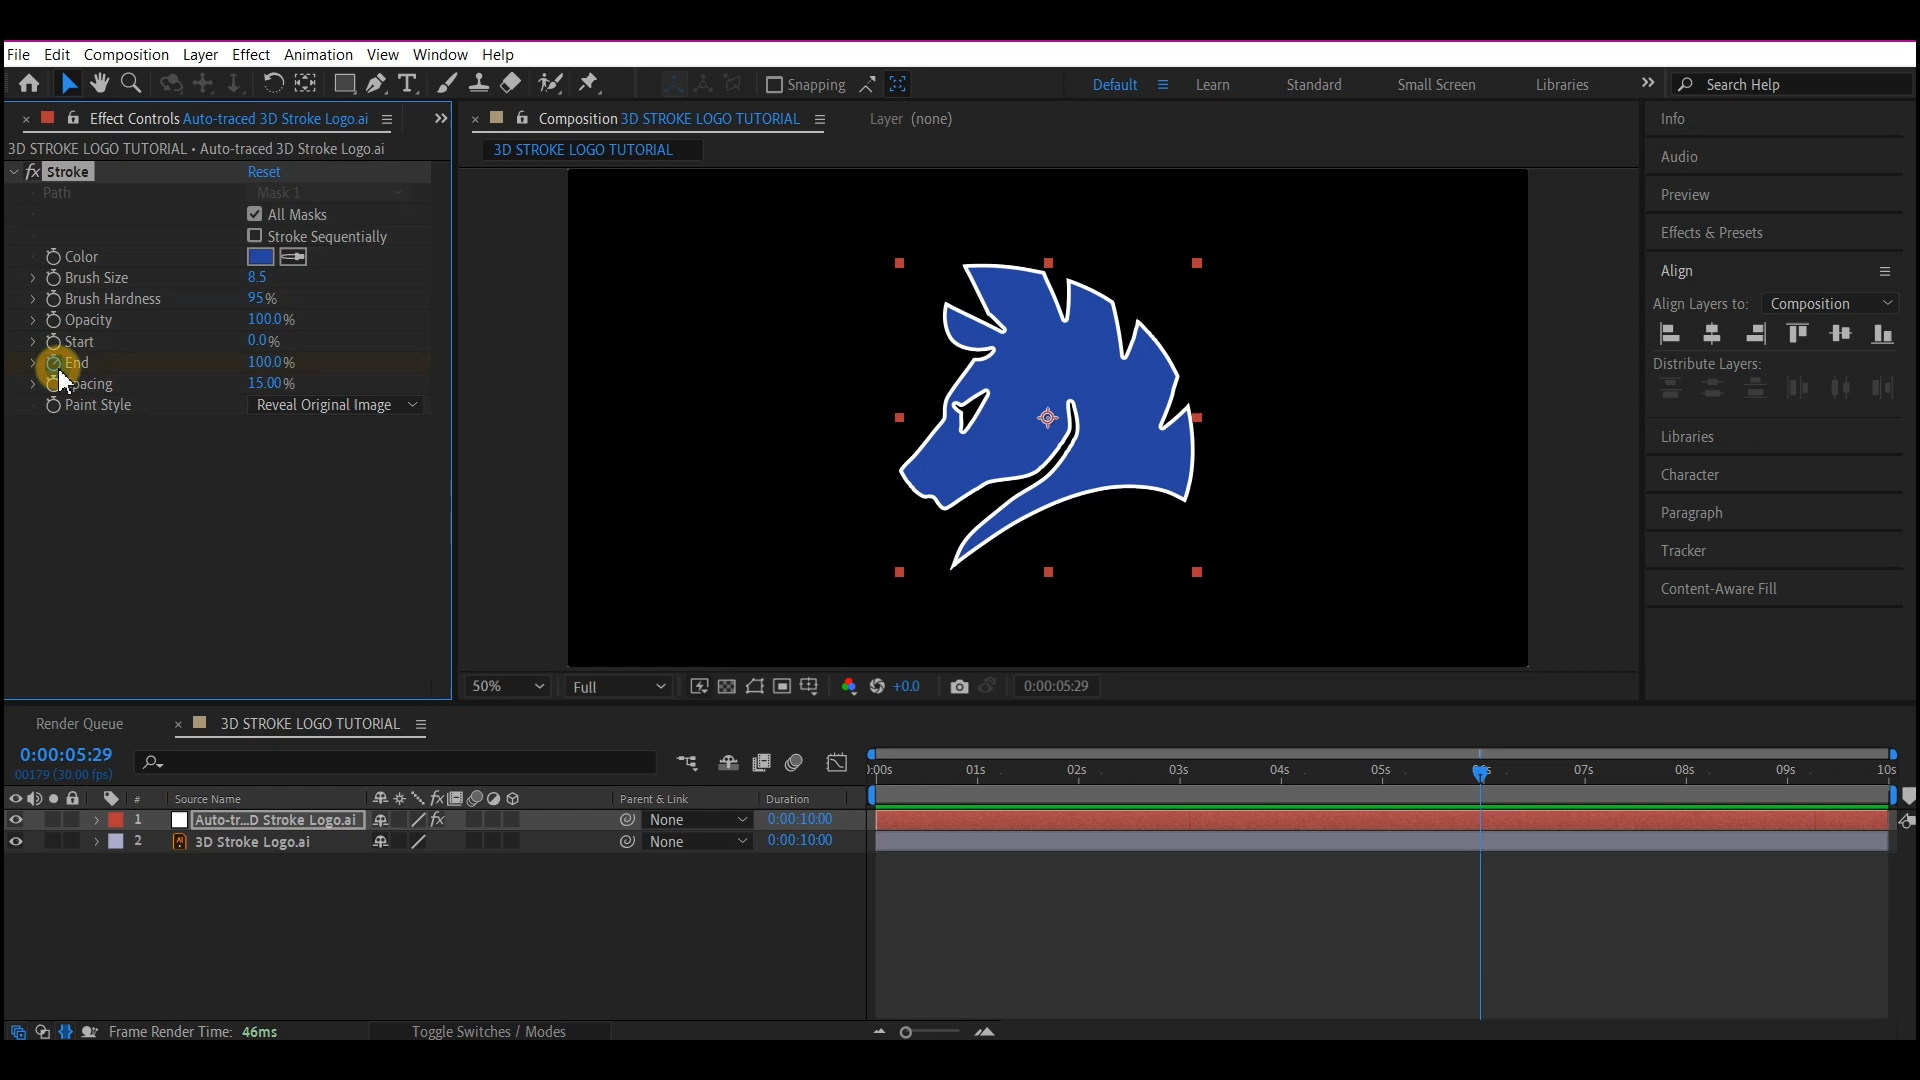 File Edit Composition Layer Effect Animation View Window Help
Snapping Default Learn Standard Small Screen Libraries Search Help
Effect Controls Auto-traced 3D Stroke Logo.ai
3D STROKE LOGO TUTORIAL • Auto-traced 3D Stroke Logo.ai
fx Stroke Reset
Path Mask 1
All Masks
Stroke Sequentially
Color
Brush Size 8.5
Brush Hardness 95%
Opacity 100.0%
Start 0.0%
End 100.0%
pacing 15.00%
Paint Style Reveal Original Image
Composition 3D STROKE LOGO TUTORIAL Layer (none)
3D STROKE LOGO TUTORIAL
50% Full +0.0 0:00:05:29
Info
Audio
Preview
Effects & Presets
Align
Align Layers to: Composition
Distribute Layers:
Libraries
Character
Paragraph
Tracker
Content-Aware Fill
Render Queue 3D STROKE LOGO TUTORIAL
0:00:05:29
00179 (30.00 fps)
:00s 01s 02s 03s 04s 05s 07s 08s 09s 10s
# Source Name fx Parent & Link Duration
1 Auto-tr...D Stroke Logo.ai fx None 0:00:10:00
2 Ai 3D Stroke Logo.ai None 0:00:10:00
Frame Render Time: 46ms Toggle Switches / Modes